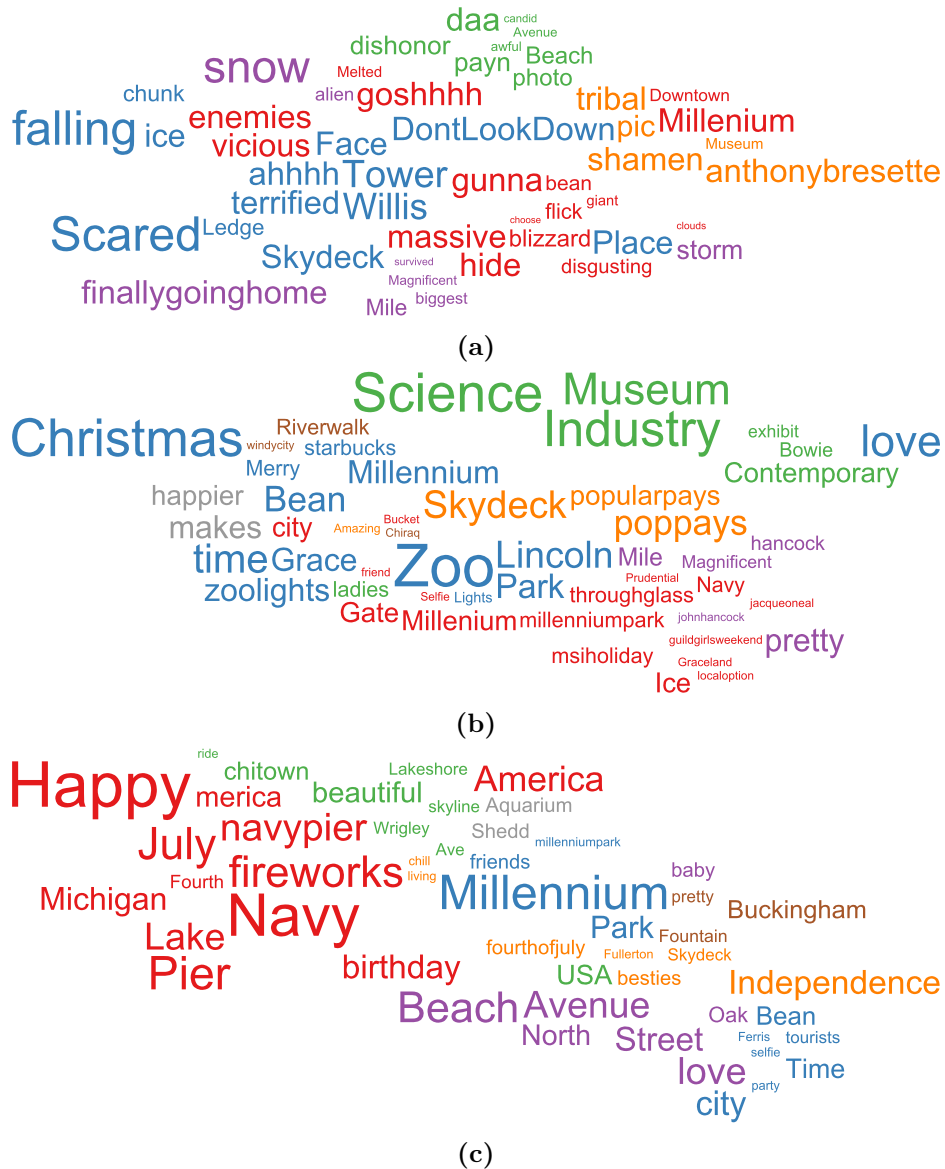 daa candid
Avenue
dishonor awful Beach
payn
photo
snow Melted
chunk alien goshhhh tribal Downtown
falling ice enemies DontLookDown pic Millenium
vicious Face Museum
shamen anthonybresette
ahhhh Tower gunna bean
terrified Willis flick giant
choose
Scared Ledge massive blizzard Place clouds
storm
Skydeck survived hide disgusting
finallygoinghome Magnificent
Mile biggest
(a)
Science Museum
Christmas Riverwalk Industry exhibit love
windycity starbucks Bowie
Merry Millennium Contemporary
happier Bean Skydeck popularpays
makes city Amazing Bucket poppays
Chiraq
time Grace Zoo Lincoln Mile hancock
friend Magnificent
zoolights ladies Selfie Lights Park Prudential Navy
throughglass
jacqueoneal
Gate Millenium millenniumpark johnhancock
guildgirlsweekend pretty
msiholiday Graceland
Ice localoption
(b)
ride
Happy chitown Lakeshore America
merica beautiful skyline Aquarium
July navypier Wrigley Shedd
Ave millenniumpark
Fourth fireworks chill friends baby
living
Michigan Navy Millennium pretty
Buckingham
Lake Park Fountain
fourthofjuly Fullerton Skydeck
Pier birthday USA besties Independence
Beach Avenue Oak Bean
North Street Ferris tourists
selfie
love Time
party
city
(c)